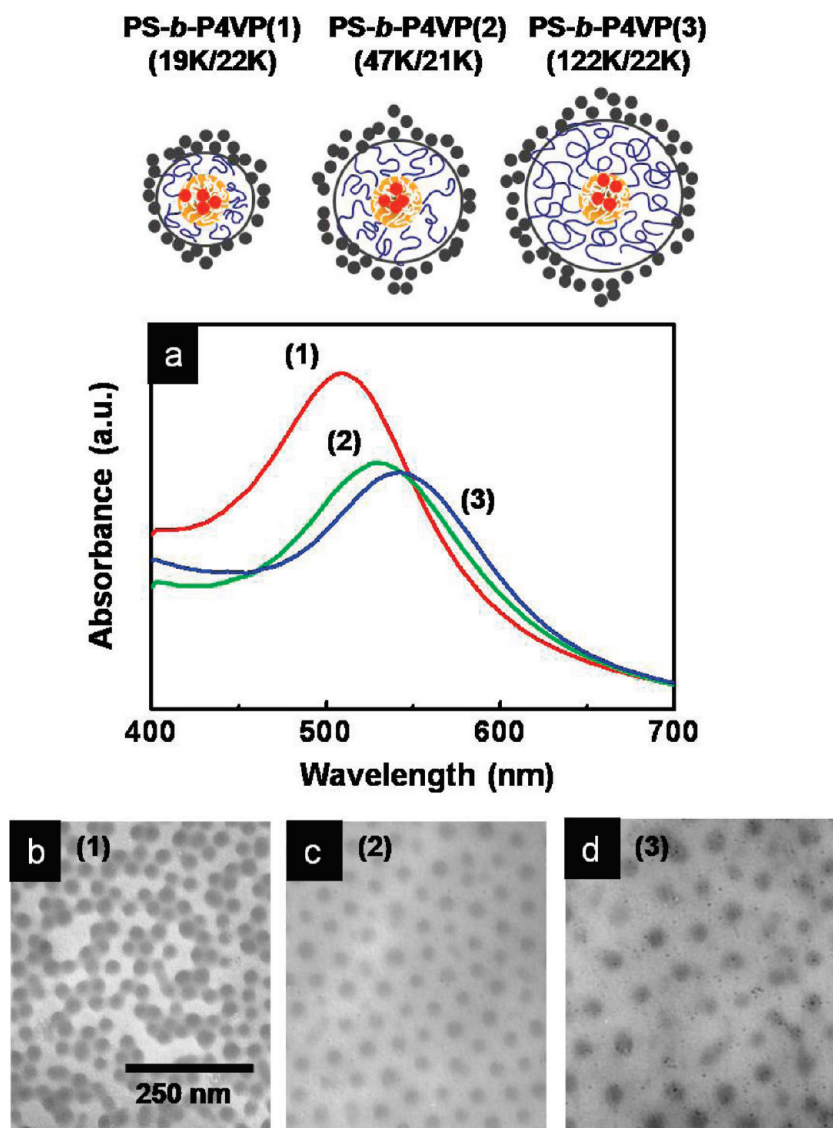 PS-b-P4VP(1) PS-b-P4VP(2) PS-b-P4VP(3)
(19K/22K) (47K/21K) (122K/22K)
a
(1)
(2)
(3)
Absorbance (a.u.)
400 500 600 700
Wavelength (nm)
b (1)
c (2)
d (3)
250 nm